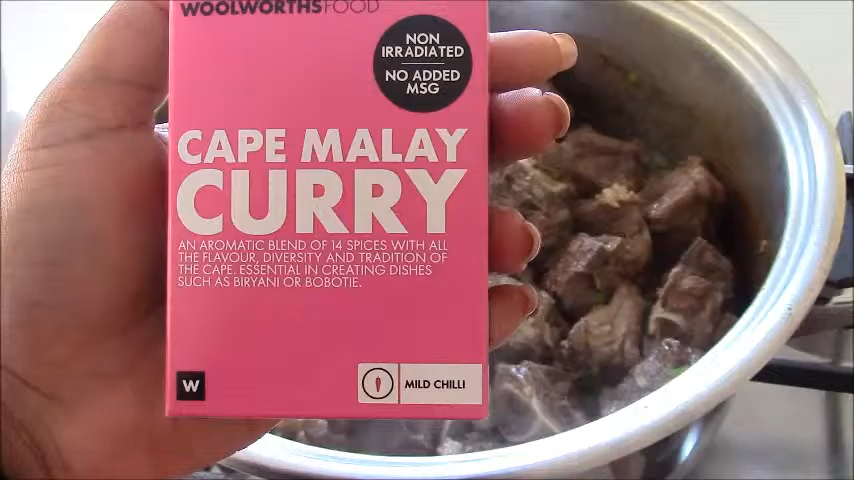 WOOLWORTHSFOOD
NON
IRRADIATED
NO ADDED
MSG
CAPE MALAY
CURRY
AN AROMATIC BLEND OF 14 SPICES WITH ALL
THE FLAVOUR, DIVERSITY AND TRADITION OF
THE CAPE. ESSENTIAL IN CREATING DISHES
SUCH AS BIRYANI OR BOBOTIE.
W
MILD CHILLI